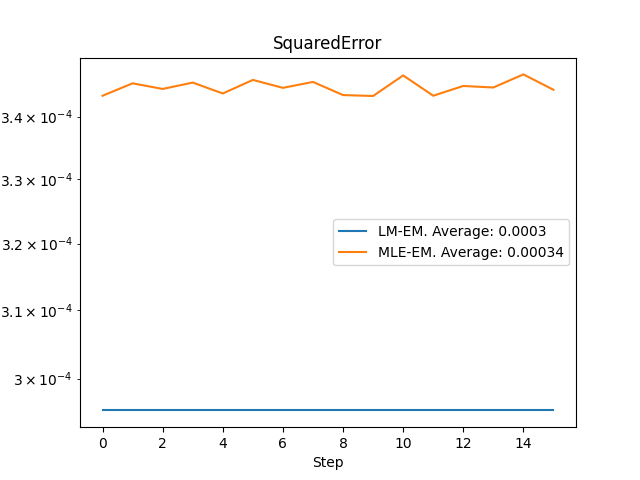 SquaredError
3.4 × 10⁻⁴
3.3 × 10⁻⁴
3.2 × 10⁻⁴
3.1 × 10⁻⁴
3 × 10⁻⁴
LM-EM. Average: 0.0003
MLE-EM. Average: 0.00034
0 2 4 6 8 10 12 14
Step